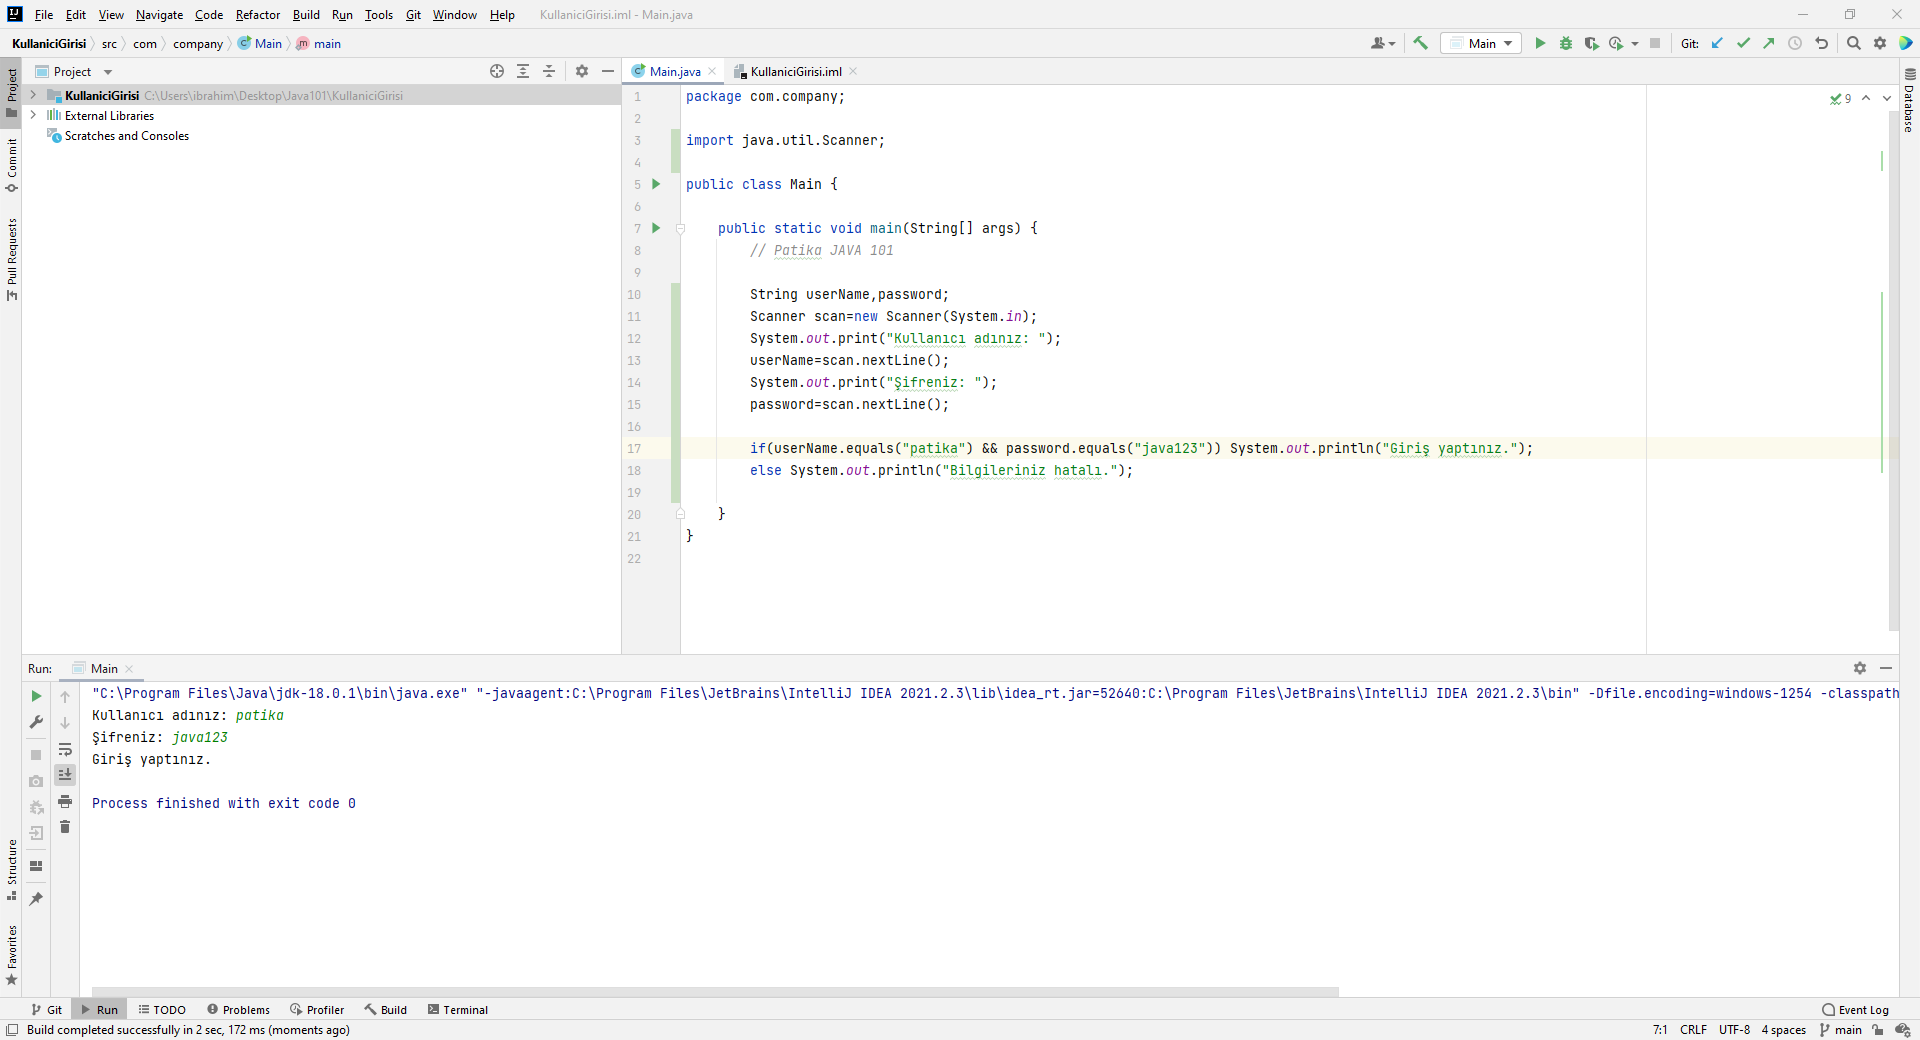 File Edit View Navigate Code Refactor Build Run Tools Git Window Help KullaniciGirisi.iml - Main.java
KullaniciGirisi src com company Main main
Main Git:
Project
KullaniciGirisi C:\Users\ibrahim\Desktop\Java101\KullaniciGirisi
External Libraries
Scratches and Consoles
Project
Commit
Pull Requests
Structure
Favorites
Main.java KullaniciGirisi.iml
9
Database
1 package com.company;
2
3 import java.util.Scanner;
4
5 public class Main {
6
7 public static void main(String[] args) {
8 // Patika JAVA 101
9
10 String userName,password;
11 Scanner scan=new Scanner(System.in);
12 System.out.print("Kullanıcı adınız: ");
13 userName=scan.nextLine();
14 System.out.print("Şifreniz: ");
15 password=scan.nextLine();
16
17 if(userName.equals("patika") && password.equals("java123")) System.out.println("Giriş yaptınız.");
18 else System.out.println("Bilgileriniz hatalı.");
19
20 }
21 }
22
Run: Main
"C:\Program Files\Java\jdk-18.0.1\bin\java.exe" "-javaagent:C:\Program Files\JetBrains\IntelliJ IDEA 2021.2.3\lib\idea_rt.jar=52640:C:\Program Files\JetBrains\IntelliJ IDEA 2021.2.3\bin" -Dfile.encoding=windows-1254 -classpath
Kullanıcı adınız: patika
Şifreniz: java123
Giriş yaptınız.
Process finished with exit code 0
Git Run TODO Problems Profiler Build Terminal Event Log
Build completed successfully in 2 sec, 172 ms (moments ago) 7:1 CRLF UTF-8 4 spaces main